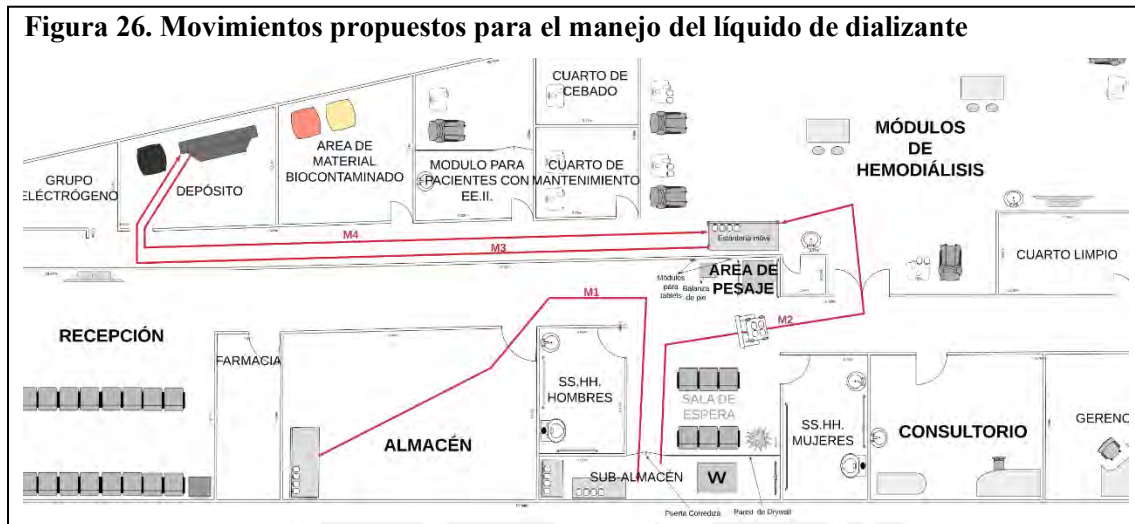 Figura 26. Movimientos propuestos para el manejo del líquido de dializante
CUARTO DE
CEBADO
MÓDULOS
DE
HEMODIÁLISIS
AREA DE
MATERIAL
BIOCONTAMINADO
GRUPO
ELÉCTRÓGENO
DEPÓSITO
MODULO PARA
PACIENTES CON
EE.II.
CUARTO DE
MANTENIMIENTO
M4
M3
Estantería móvil
CUARTO LIMPIO
AREA DE
PESAJE
Módulos
para
tablets
Balanza
de pie
M1
M2
RECEPCIÓN
FARMACIA
SS.HH.
HOMBRES
SALA DE
ESPERA
ALMACÉN
SS.HH.
MUJERES
CONSULTORIO
GERENC
SUB-ALMACÉN
W
Puerta Corrediza
Pared de Drywall